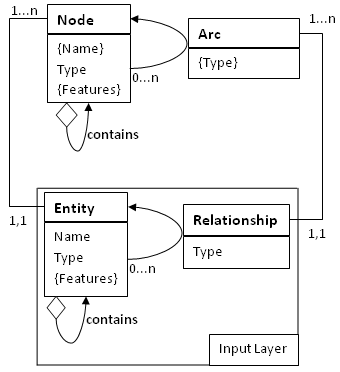 1...n
Node
{Name}
Type
{Features}
contains
0...n
Arc
{Type}
1...n
1,1
Entity
Name
Type
{Features}
contains
0...n
Relationship
Type
1,1
Input Layer